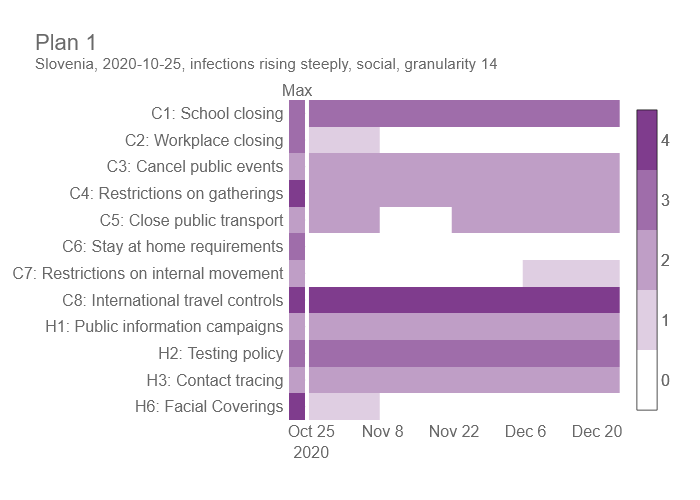 Plan 1
Slovenia, 2020-10-25, infections rising steeply, social, granularity 14
Max
C1: School closing
C2: Workplace closing
C3: Cancel public events
C4: Restrictions on gatherings
C5: Close public transport
C6: Stay at home requirements
C7: Restrictions on internal movement
C8: International travel controls
H1: Public information campaigns
H2: Testing policy
H3: Contact tracing
H6: Facial Coverings
Oct 25 Nov 8 Nov 22 Dec 6 Dec 20
2020
4
3
2
1
0